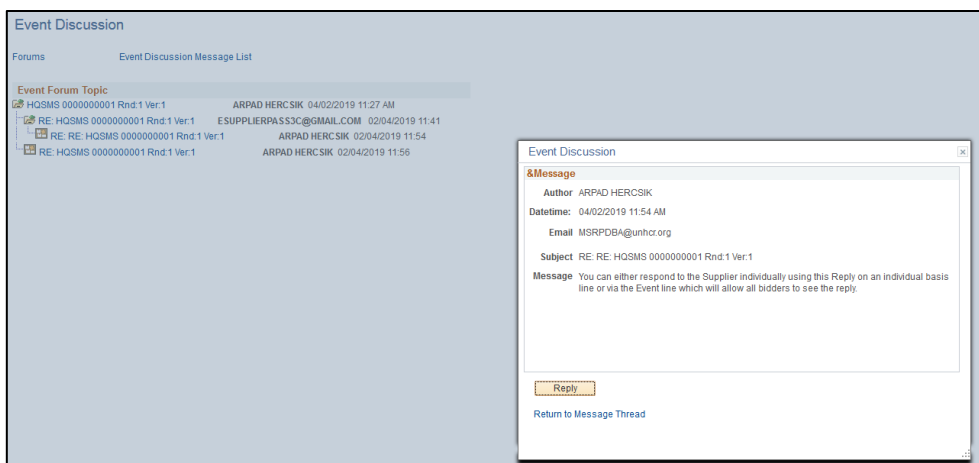 Event Discussion
Forums Event Discussion Message List
Event Forum Topic
HQSMS 0000000001 Rnd:1 Ver:1 ARPAD HERCSIK 04/02/2019 11:27 AM
RE: HQSMS 0000000001 Rnd:1 Ver:1 ESUPPLIERPASS3C@GMAIL.COM 02/04/2019 11:41
RE: RE: HQSMS 0000000001 Rnd:1 Ver:1 ARPAD HERCSIK 02/04/2019 11:54
RE: HQSMS 0000000001 Rnd:1 Ver:1 ARPAD HERCSIK 02/04/2019 11:56
Event Discussion
&Message
Author ARPAD HERCSIK
Datetime: 04/02/2019 11:54 AM
Email MSRPDBA@unhcr.org
Subject RE: RE: HQSMS 0000000001 Rnd:1 Ver:1
Message You can either respond to the Supplier individually using this Reply on an individual basis
line or via the Event line which will allow all bidders to see the reply.
Reply
Return to Message Thread